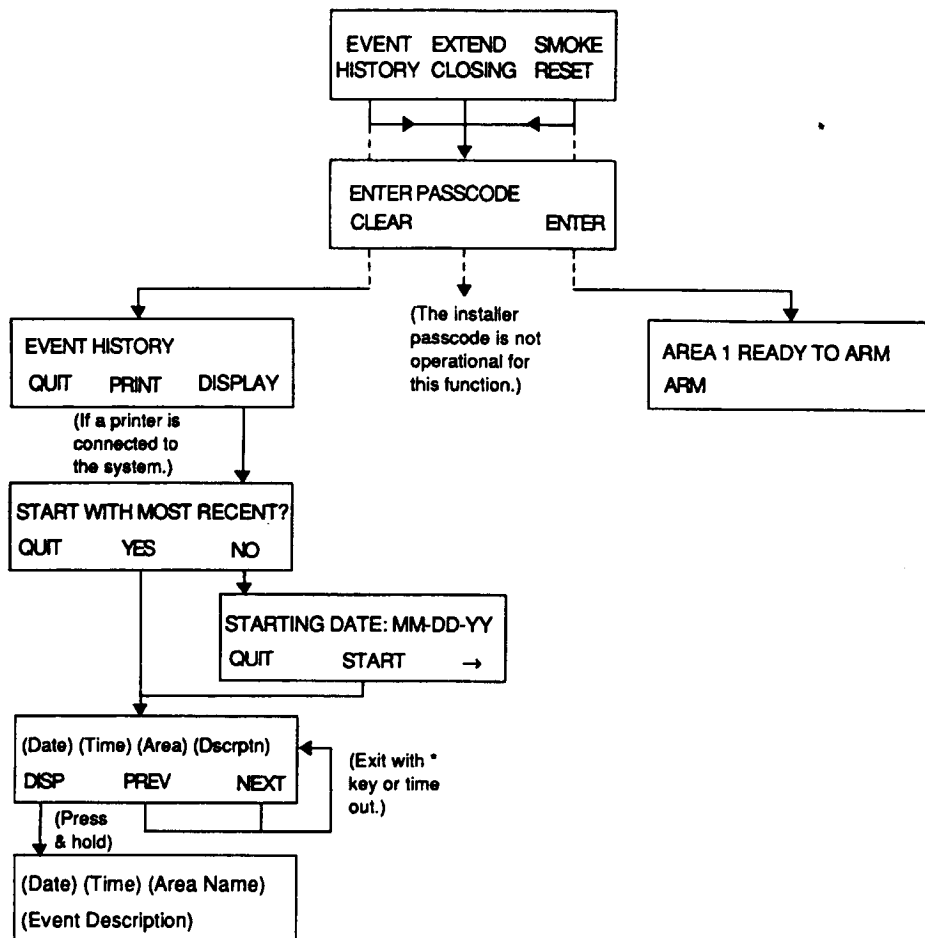 EVENT EXTEND SMOKE
HISTORY CLOSING RESET
ENTER PASSCODE
CLEAR ENTER
(The installer
passcode is not
operational for
this function.)
EVENT HISTORY
QUIT PRINT DISPLAY
AREA 1 READY TO ARM
ARM
(If a printer is
connected to
the system.)
START WITH MOST RECENT?
QUIT YES NO
STARTING DATE: MM-DD-YY
QUIT START →
(Date) (Time) (Area) (Dscrptn)
DISP PREV NEXT
(Exit with *
key or time
out.)
(Press
& hold)
(Date) (Time) (Area Name)
(Event Description)